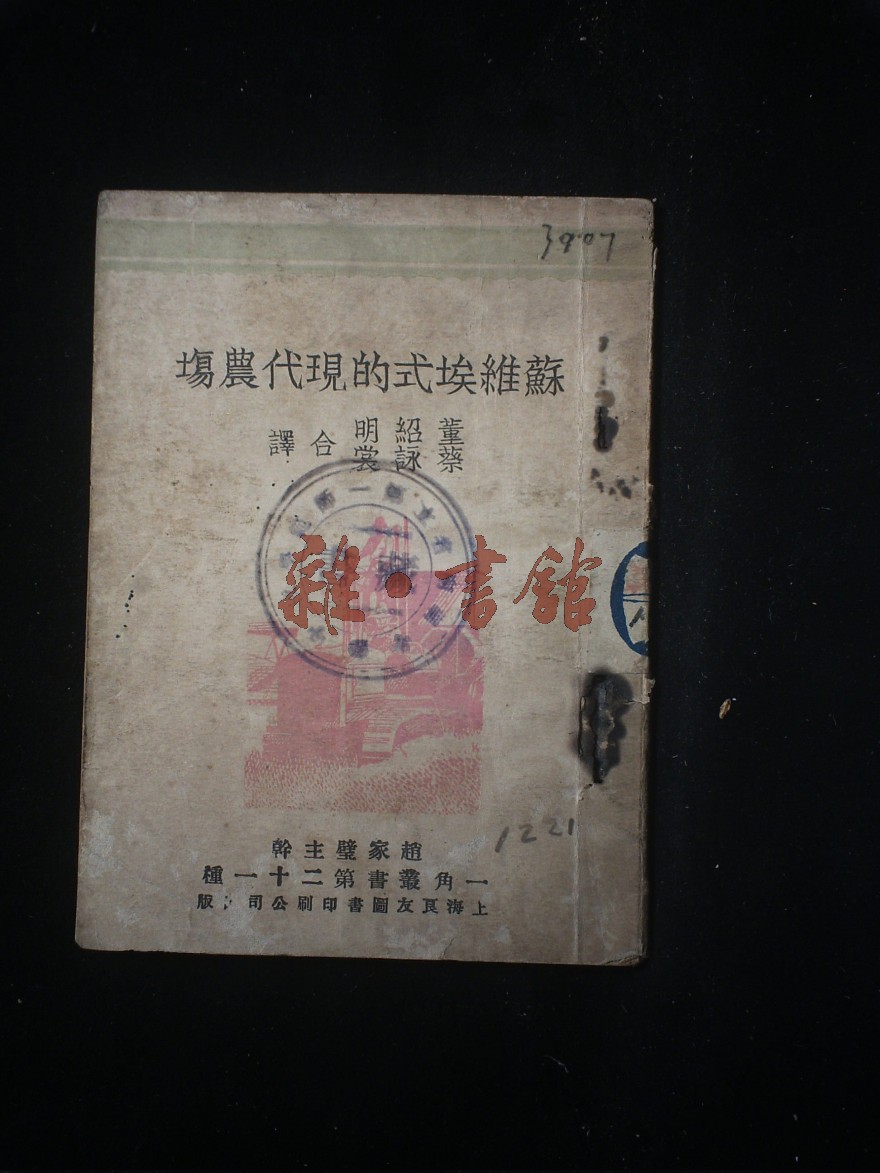 3907
蘇維埃式的現代農場
董紹明
蔡詠裳
合譯
雜·書館
1221
趙家璧主幹
一角叢書第二十一種
上海良友圖書印刷公司 版